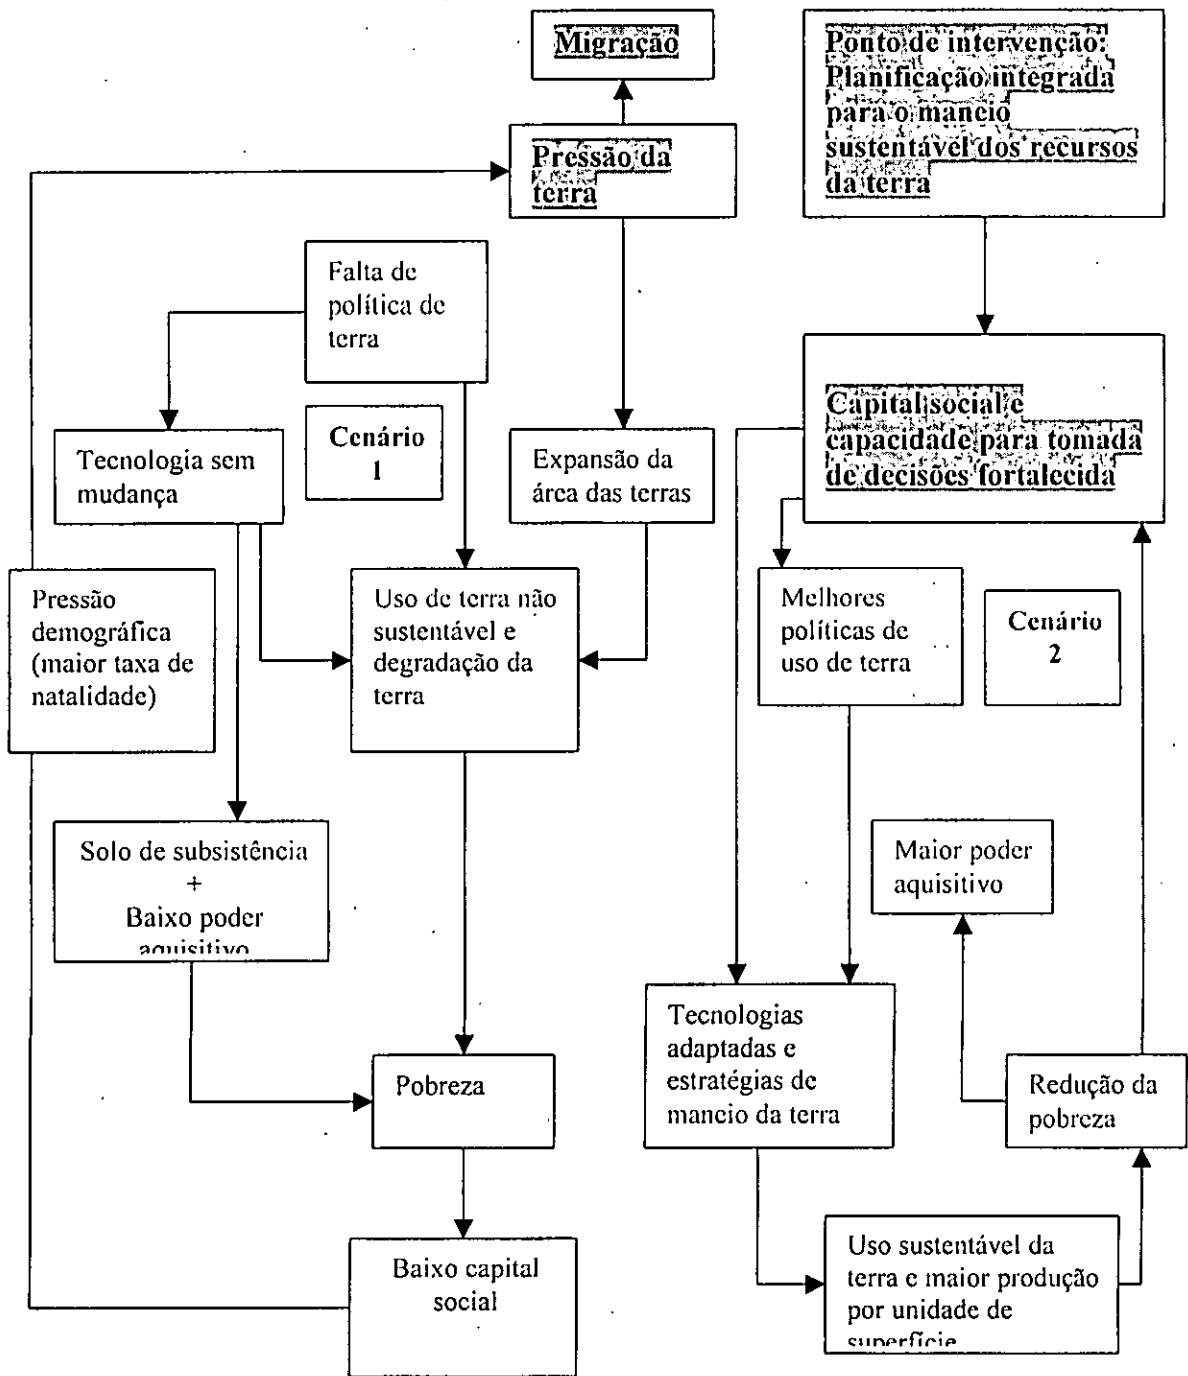 Migração
Ponto de intervenção:
Planificação integrada
para o maneio
sustentável dos recursos
da terra
Pressão da
terra
Falta de
política de
terra
Capital social e
capacidade para tomada
de decisões fortalecida
Cenário
1
Tecnologia sem
mudança
Expansão da
área das terras
Pressão
demográfica
(maior taxa de
natalidade)
Uso de terra não
sustentável e
degradação da
terra
Melhores
políticas de
uso de terra
Cenário
2
Solo de subsistência
+
Baixo poder
aquisitivo
Maior poder
aquisitivo
Tecnologias
adaptadas e
estratégias de
maneio da terra
Pobreza
Redução da
pobreza
Baixo capital
social
Uso sustentável da
terra e maior produção
por unidade de
superfície